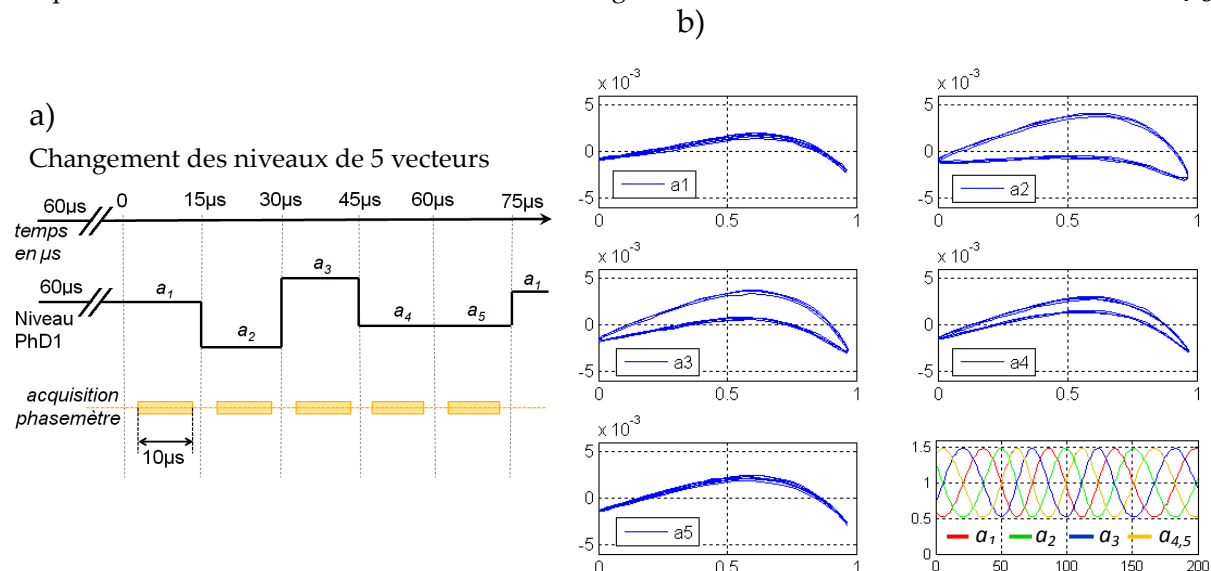 b)
a)
Changement des niveaux de 5 vecteurs
60µs 0 15µs 30µs 45µs 60µs 75µs
temps
en µs
60µs a1 a2 a3 a4 a5 a1
Niveau
PhD1
acquisition
phasemètre
10µs
x 10-3
5
0
-5
a1
0 0.5 1
x 10-3
5
0
-5
a2
0 0.5 1
x 10-3
5
0
-5
a3
0 0.5 1
x 10-3
5
0
-5
a4
0 0.5 1
x 10-3
5
0
-5
a5
0 0.5 1
1.5
1
0.5
0
a1 a2 a3 a4,5
0 50 100 150 200